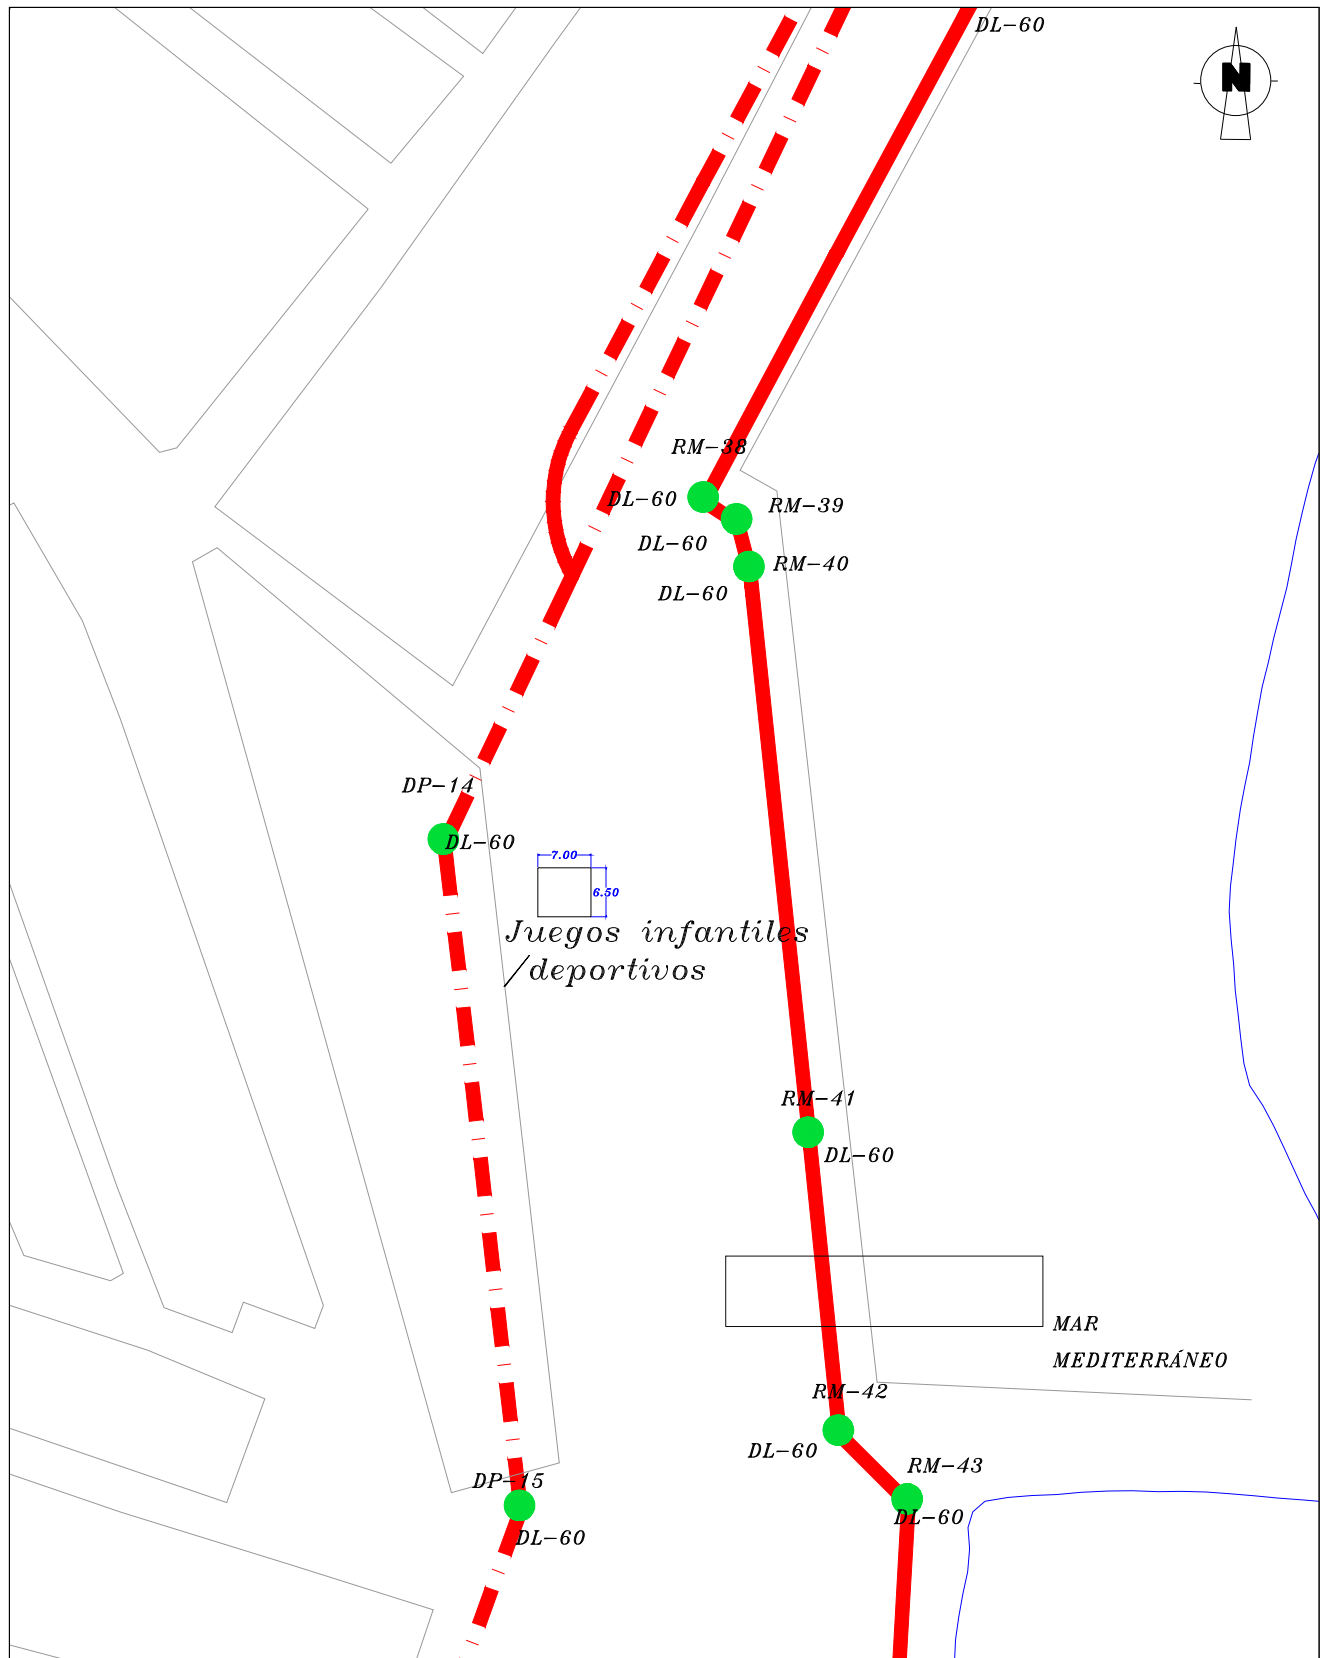 DL-60
N
RM-38
DL-60
RM-39
DL-60
RM-40
DL-60
DP-14
DL-60
7.00
6.50
Juegos infantiles
/deportivos
RM-41
DL-60
MAR
MEDITERRÁNEO
RM-42
DL-60
RM-43
DP-15
DL-60
DL-60